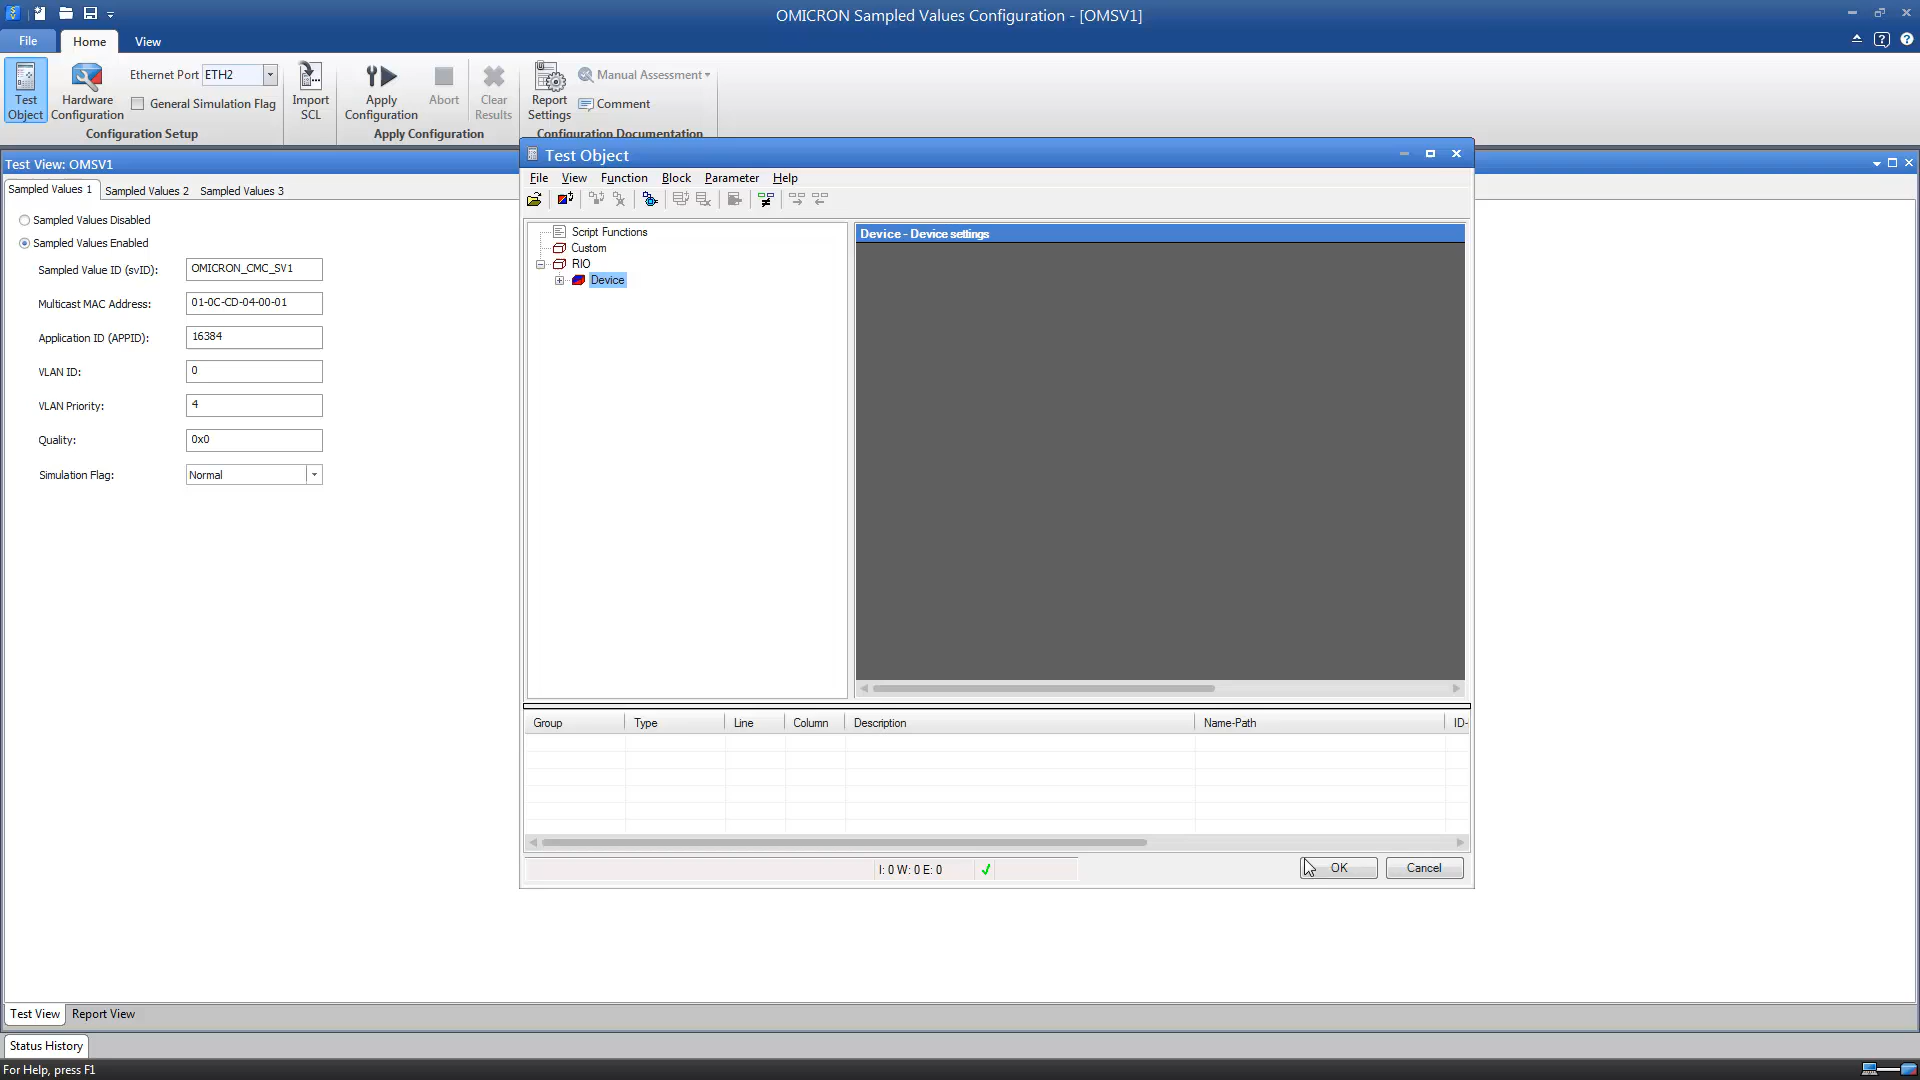 OMICRON Sampled Values Configuration - [OMSV1]
File
Home
View
Test Object
Hardware Configuration
Ethernet Port
ETH2
General Simulation Flag
Configuration Setup
Import SCL
Apply Configuration
Abort
Clear Results
Apply Configuration
Report Settings
Manual Assessment
Comment
Configuration Documentation
Test View: OMSV1
Sampled Values 1
Sampled Values 2
Sampled Values 3
Sampled Values Disabled
Sampled Values Enabled
Sampled Value ID (svID):
OMICRON_CMC_SV1
Multicast MAC Address:
01-0C-CD-04-00-01
Application ID (APPID):
16384
VLAN ID:
0
VLAN Priority:
4
Quality:
0x0
Simulation Flag:
Normal
Test Object
File
View
Function
Block
Parameter
Help
Script Functions
Custom
RIO
Device
Device - Device settings
Group
Type
Line
Column
Description
Name-Path
ID-
I: 0 W: 0 E: 0
OK
Cancel
Test View
Report View
Status History
For Help, press F1